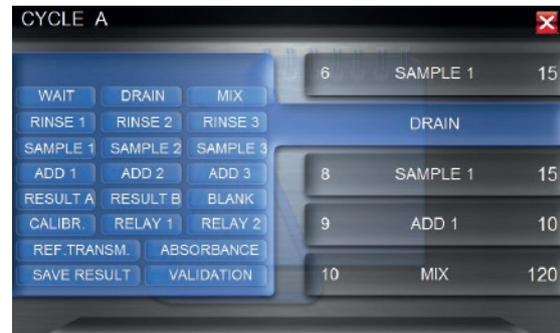 CYCLE A
WAIT DRAIN MIX
RINSE 1 RINSE 2 RINSE 3
SAMPLE 1 SAMPLE 2 SAMPLE 3
ADD 1 ADD 2 ADD 3
RESULT A RESULT B BLANK
CALIBR. RELAY 1 RELAY 2
REF.TRANSM. ABSORBANCE
SAVE RESULT VALIDATION
6 SAMPLE 1 15
DRAIN
8 SAMPLE 1 15
9 ADD 1 10
10 MIX 120